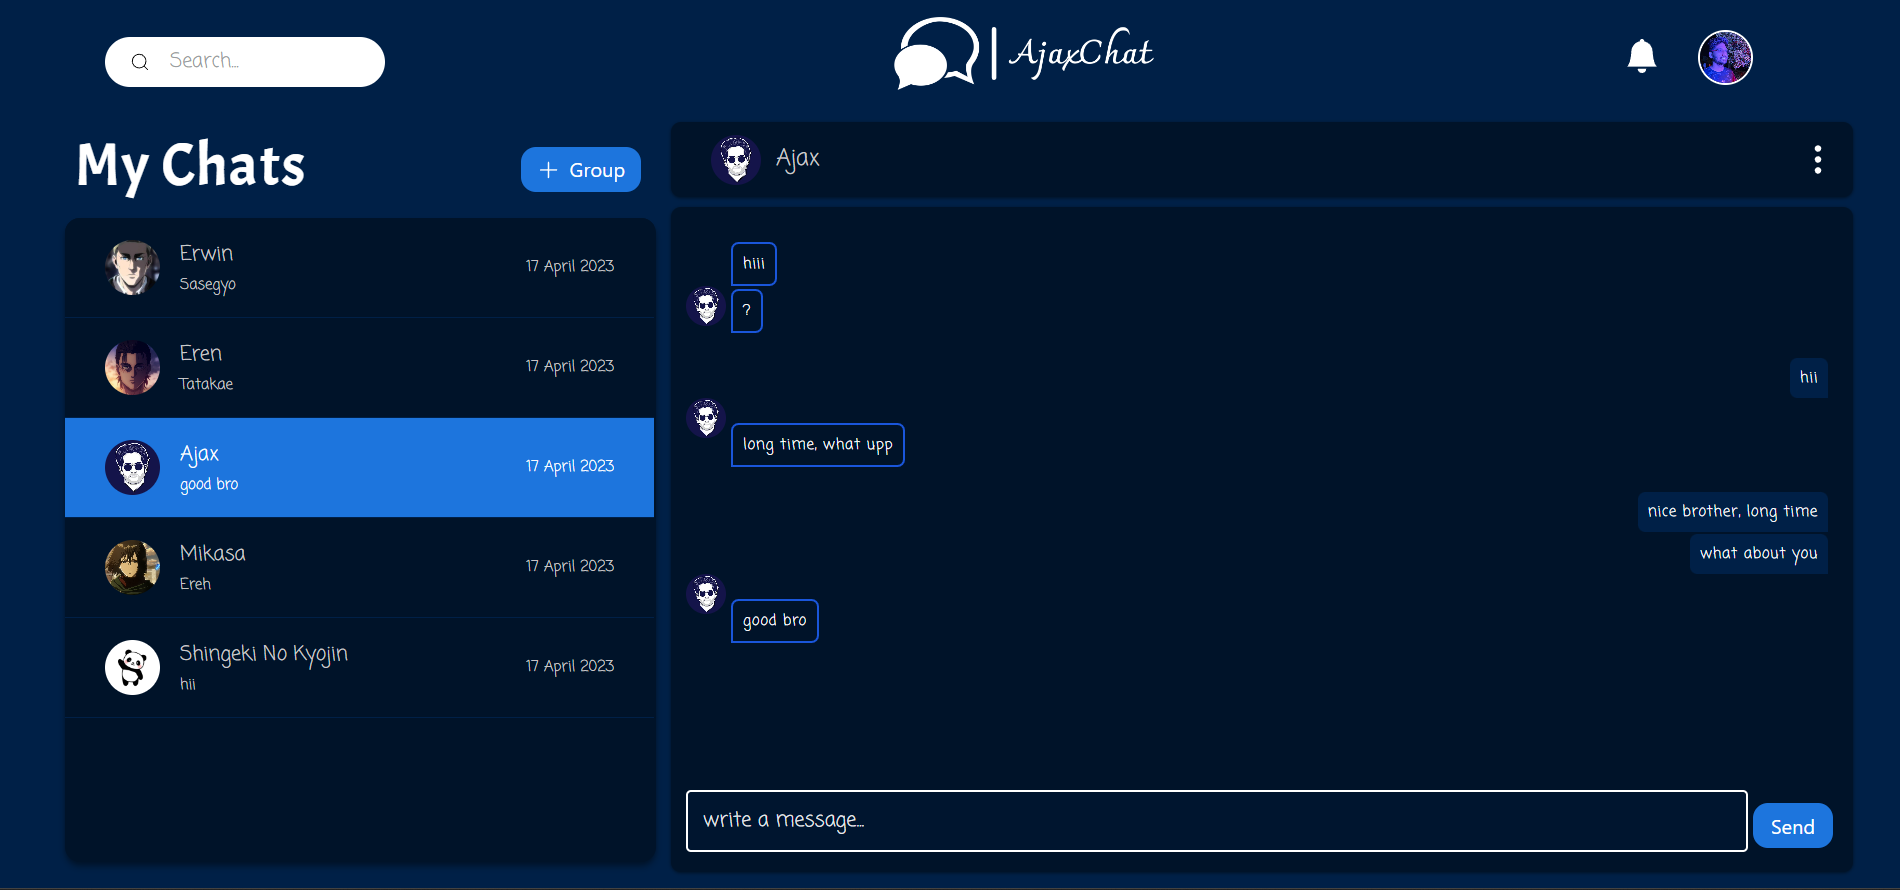 Search...
AjaxChat
My Chats
+ Group
Erwin
Sasegyo
17 April 2023
Eren
Tatakae
17 April 2023
Ajax
good bro
17 April 2023
Mikasa
Ereh
17 April 2023
Shingeki No Kyojin
hii
17 April 2023
Ajax
hiii
?
hii
long time, what upp
nice brother, long time
what about you
good bro
write a message...
Send